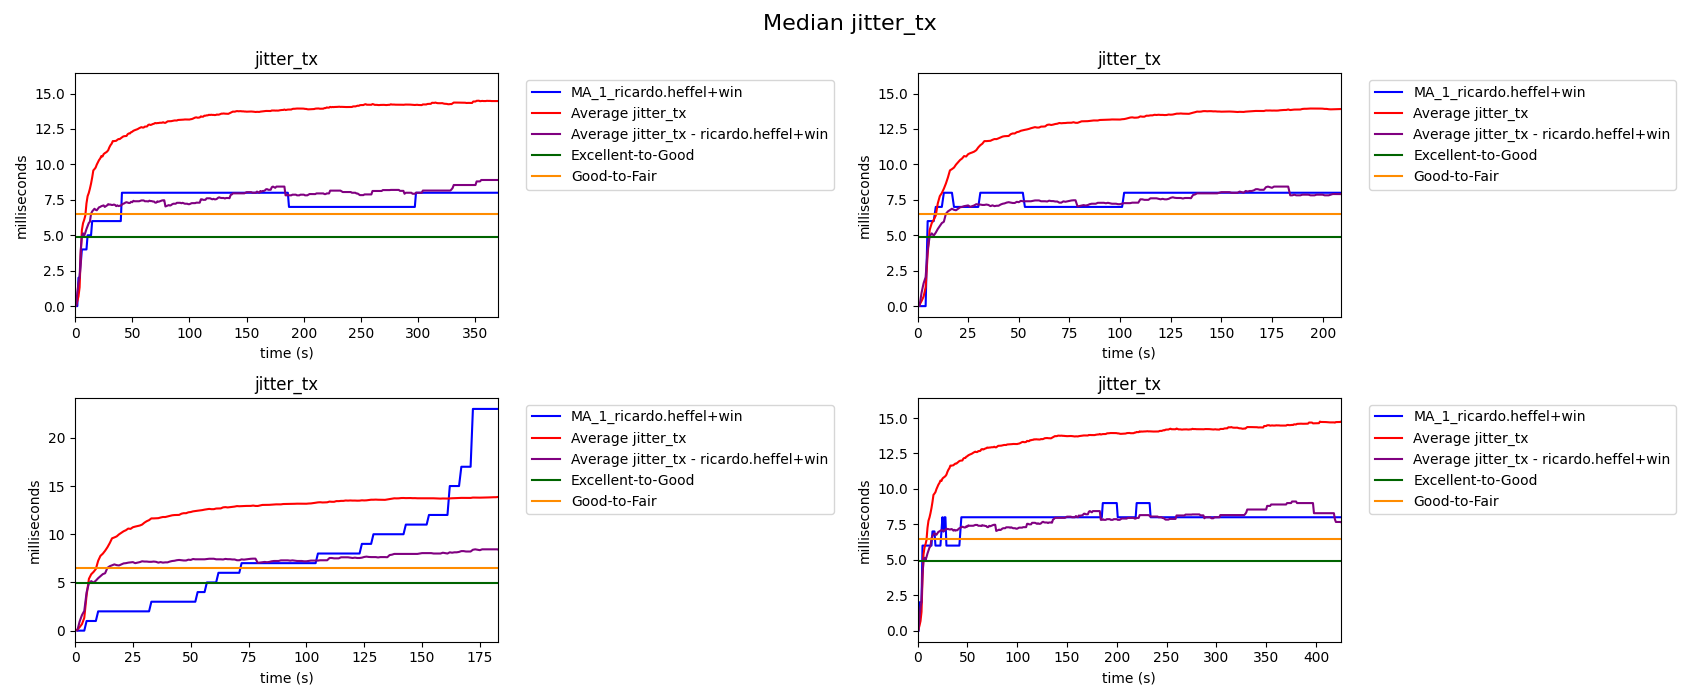 Median jitter_tx
jitter_tx
15.0
12.5
10.0
7.5
5.0
2.5
0.0
milliseconds
0 50 100 150 200 250 300 350
time (s)
MA_1_ricardo.heffel+win
Average jitter_tx
Average jitter_tx - ricardo.heffel+win
Excellent-to-Good
Good-to-Fair
jitter_tx
15.0
12.5
10.0
7.5
5.0
2.5
0.0
milliseconds
0 25 50 75 100 125 150 175 200
time (s)
MA_1_ricardo.heffel+win
Average jitter_tx
Average jitter_tx - ricardo.heffel+win
Excellent-to-Good
Good-to-Fair
jitter_tx
20
15
10
5
0
milliseconds
0 25 50 75 100 125 150 175
time (s)
MA_1_ricardo.heffel+win
Average jitter_tx
Average jitter_tx - ricardo.heffel+win
Excellent-to-Good
Good-to-Fair
jitter_tx
15.0
12.5
10.0
7.5
5.0
2.5
0.0
milliseconds
0 50 100 150 200 250 300 350 400
time (s)
MA_1_ricardo.heffel+win
Average jitter_tx
Average jitter_tx - ricardo.heffel+win
Excellent-to-Good
Good-to-Fair